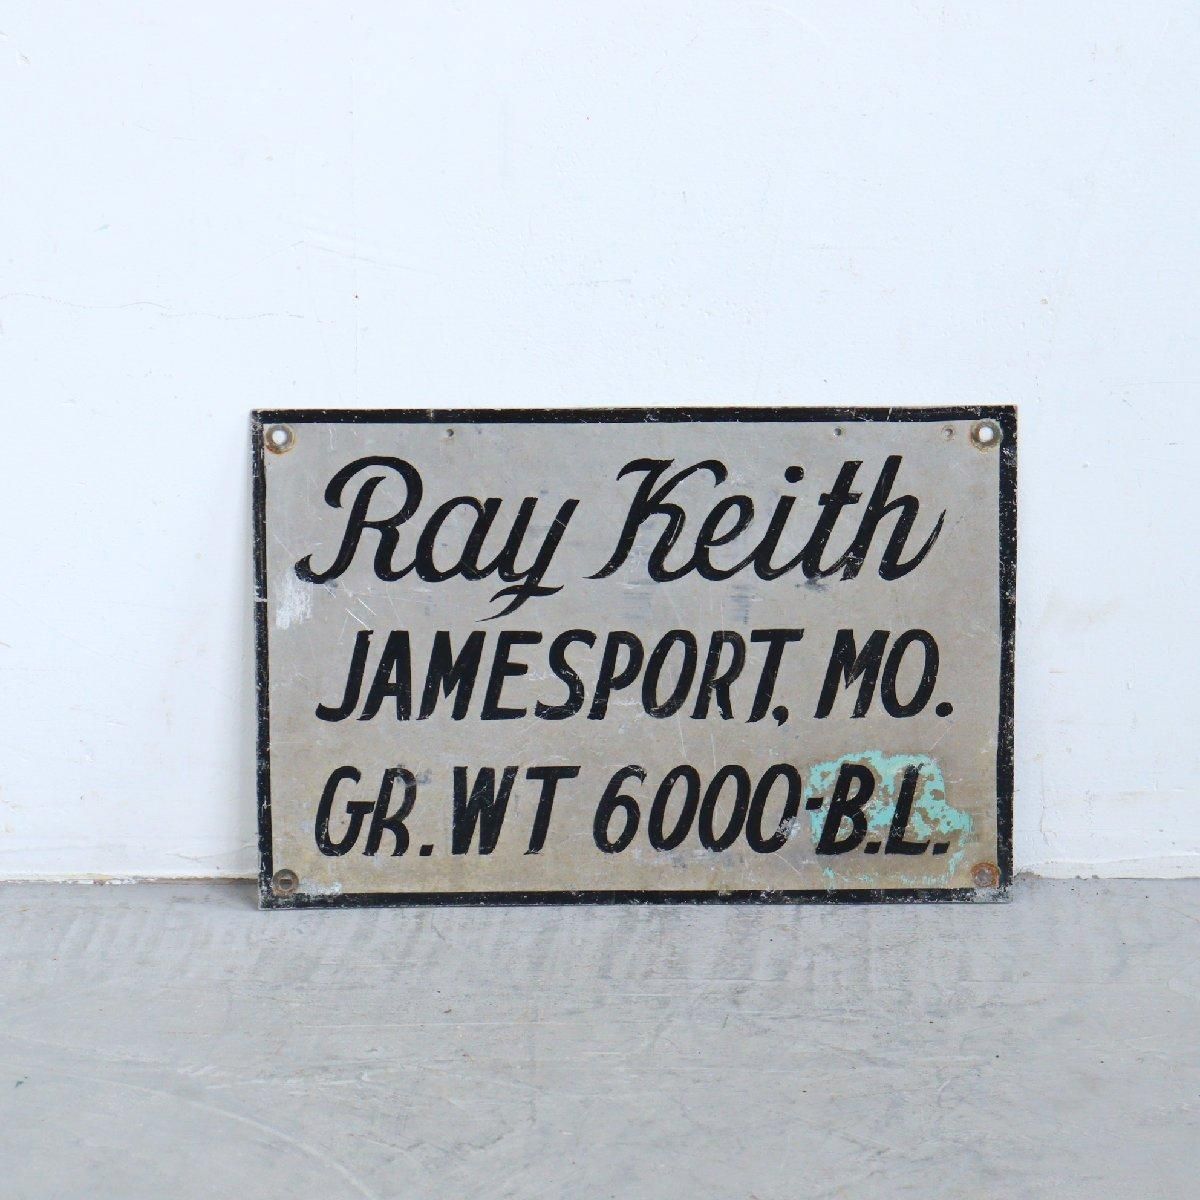 Ray Keith
JAMESPORT, MO.
GR. WT 6000-B.L.